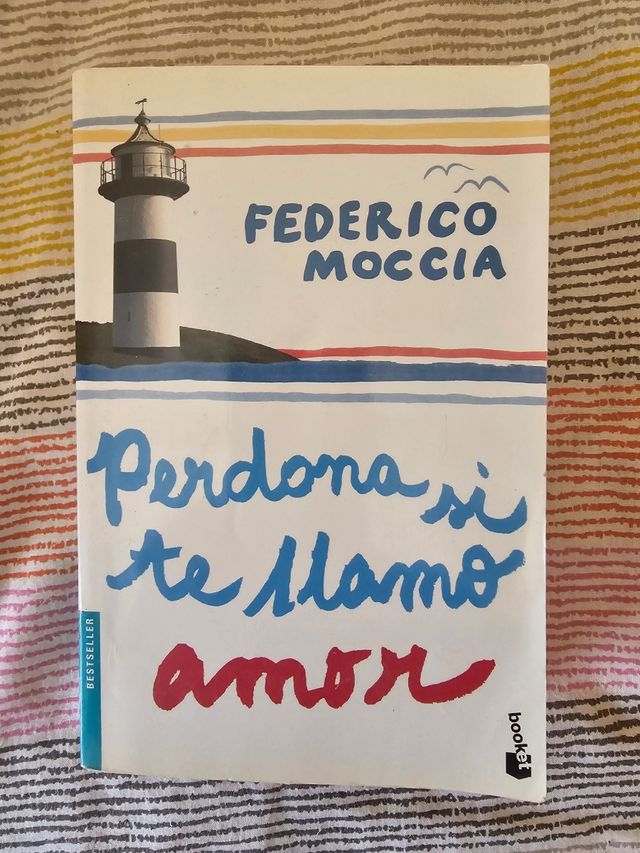 FEDERICO
MOCCIA
Perdona si
te llamo
amor
BESTSELLER
booket